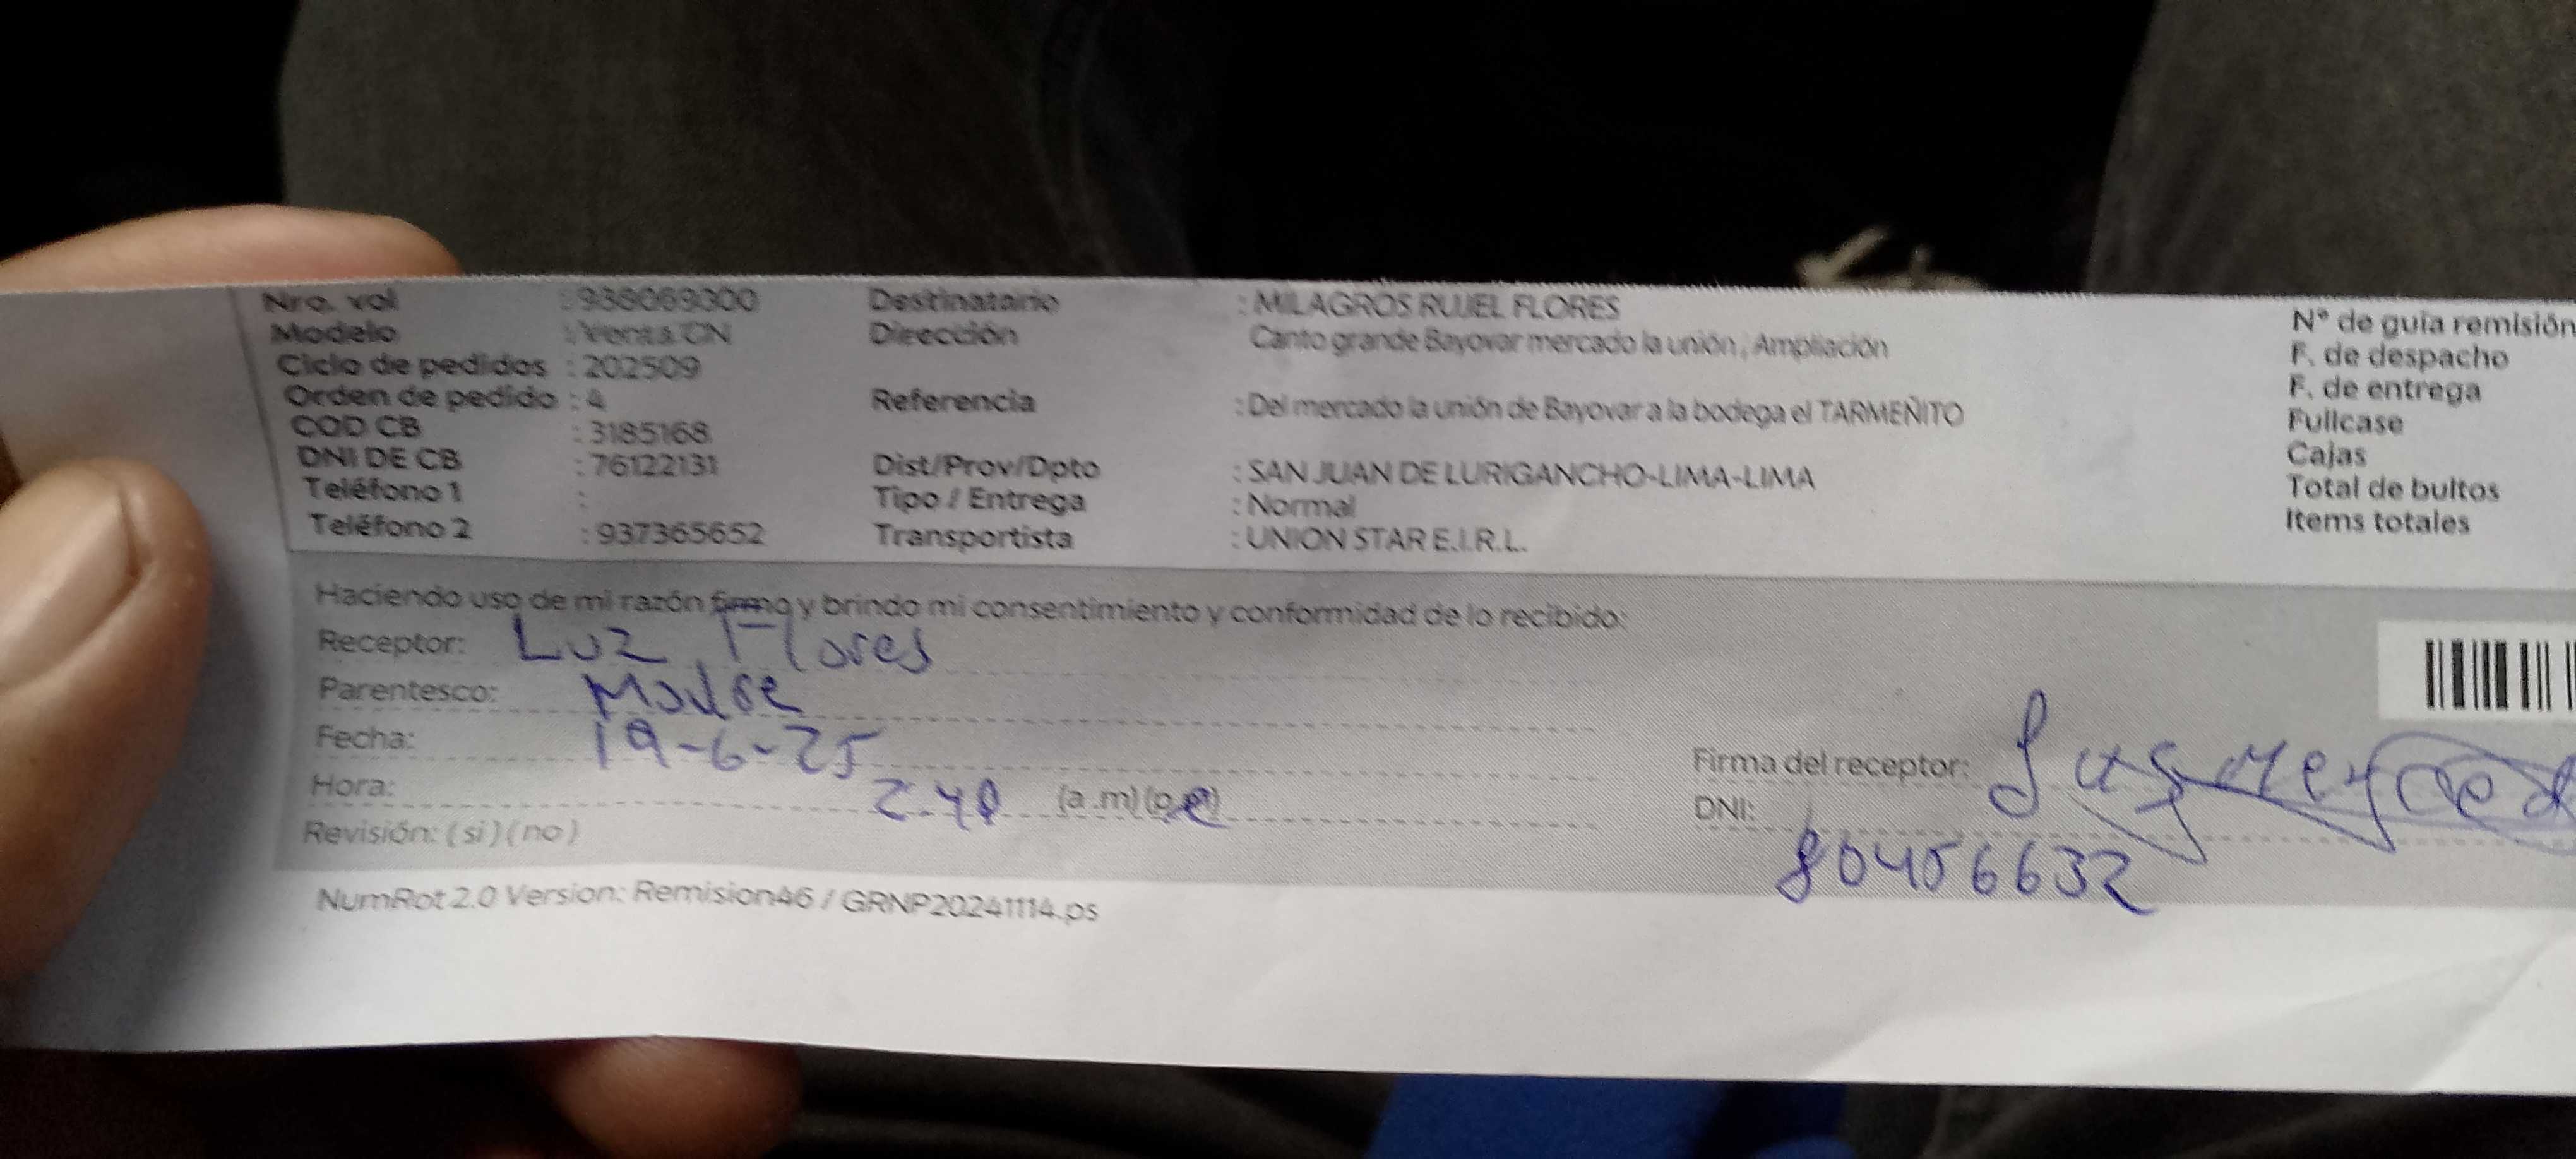 Nro. vol : 938069300 Destinatario : MILAGROS RUJEL FLORES N° de guía remisión
Modelo : Venta CN Dirección Canto grande Bayovar mercado la unión , Ampliación F. de despacho
Ciclo de pedidos : 202509 F. de entrega
Orden de pedido : 4 Referencia : Del mercado la unión de Bayovar a la bodega el TARMEÑITO Fullcase
COD CB : 3185168 Cajas
DNI DE CB : 76122131 Dist/Prov/Dpto : SAN JUAN DE LURIGANCHO-LIMA-LIMA Total de bultos
Teléfono 1 : Tipo / Entrega : Normal Items totales
Teléfono 2 : 937365652 Transportista : UNION STAR E.I.R.L.
Haciendo uso de mi razón firmo y brindo mi consentimiento y conformidad de lo recibido:
Receptor: Luz Flores
Parentesco: Madre
Fecha: 19-6-25
Hora: 2.40 (a.m)(p.m)
Revisión: (si)(no)
Firma del receptor:
DNI: 80456632
NumRot 2.0 Version: Remision46 / GRNP20241114.ps